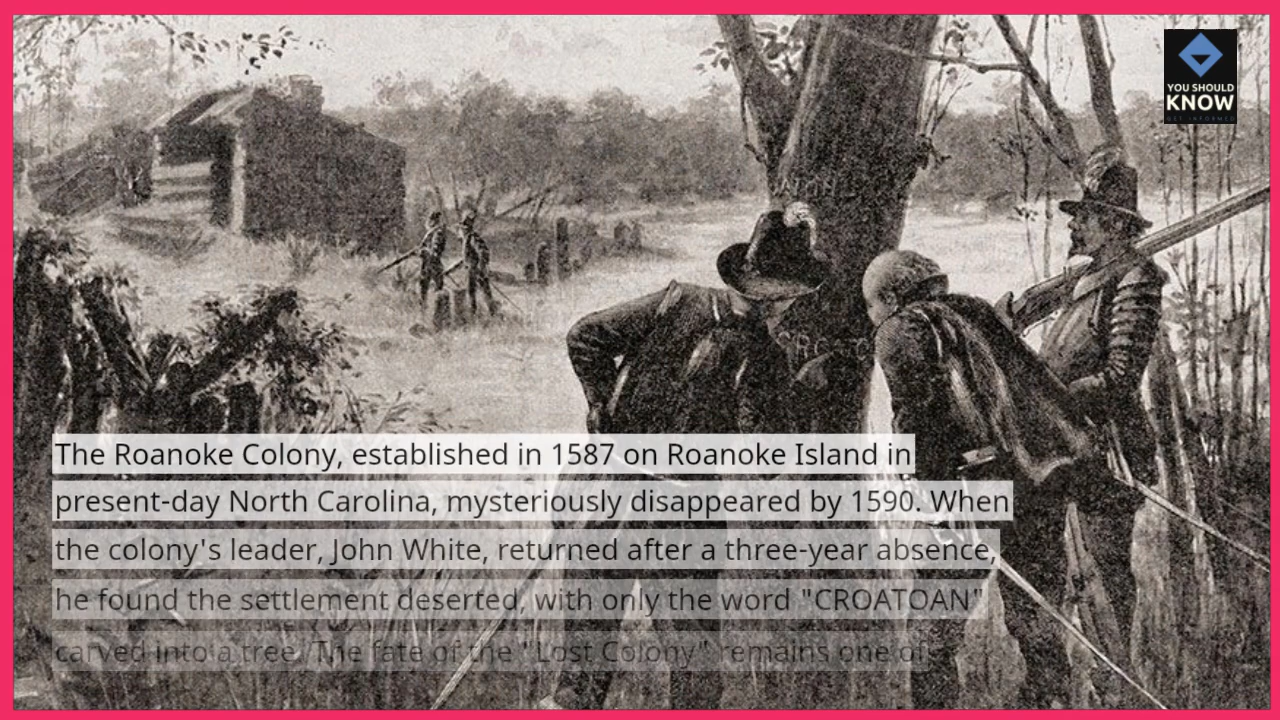 YOU SHOULD
KNOW
GET INFORMED
The Roanoke Colony, established in 1587 on Roanoke Island in
present-day North Carolina, mysteriously disappeared by 1590. When
the colony's leader, John White, returned after a three-year absence,
he found the settlement deserted, with only the word "CROATOAN"
carved into a tree. The fate of the "Lost Colony" remains one of